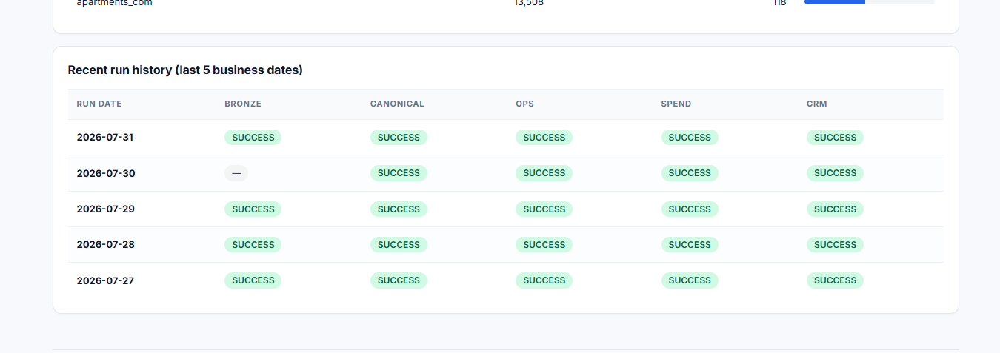 apartments_com 13,508 118
Recent run history (last 5 business dates)
RUN DATE BRONZE CANONICAL OPS SPEND CRM
2026-07-31 SUCCESS SUCCESS SUCCESS SUCCESS SUCCESS
2026-07-30 — SUCCESS SUCCESS SUCCESS SUCCESS
2026-07-29 SUCCESS SUCCESS SUCCESS SUCCESS SUCCESS
2026-07-28 SUCCESS SUCCESS SUCCESS SUCCESS SUCCESS
2026-07-27 SUCCESS SUCCESS SUCCESS SUCCESS SUCCESS